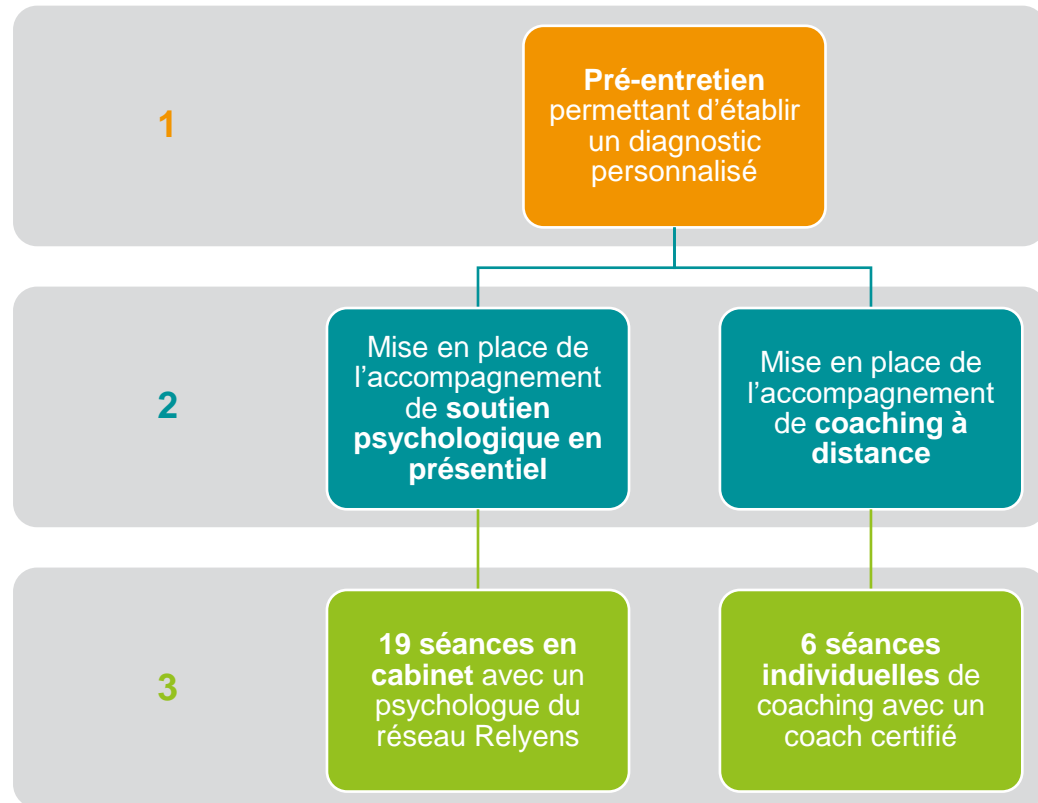 1
Pré-entretien
permettant d’établir
un diagnostic
personnalisé
2
Mise en place de
l’accompagnement
de soutien
psychologique en
présentiel
Mise en place de
l’accompagnement
de coaching à
distance
3
19 séances en
cabinet avec un
psychologue du
réseau Relyens
6 séances
individuelles de
coaching avec un
coach certifié